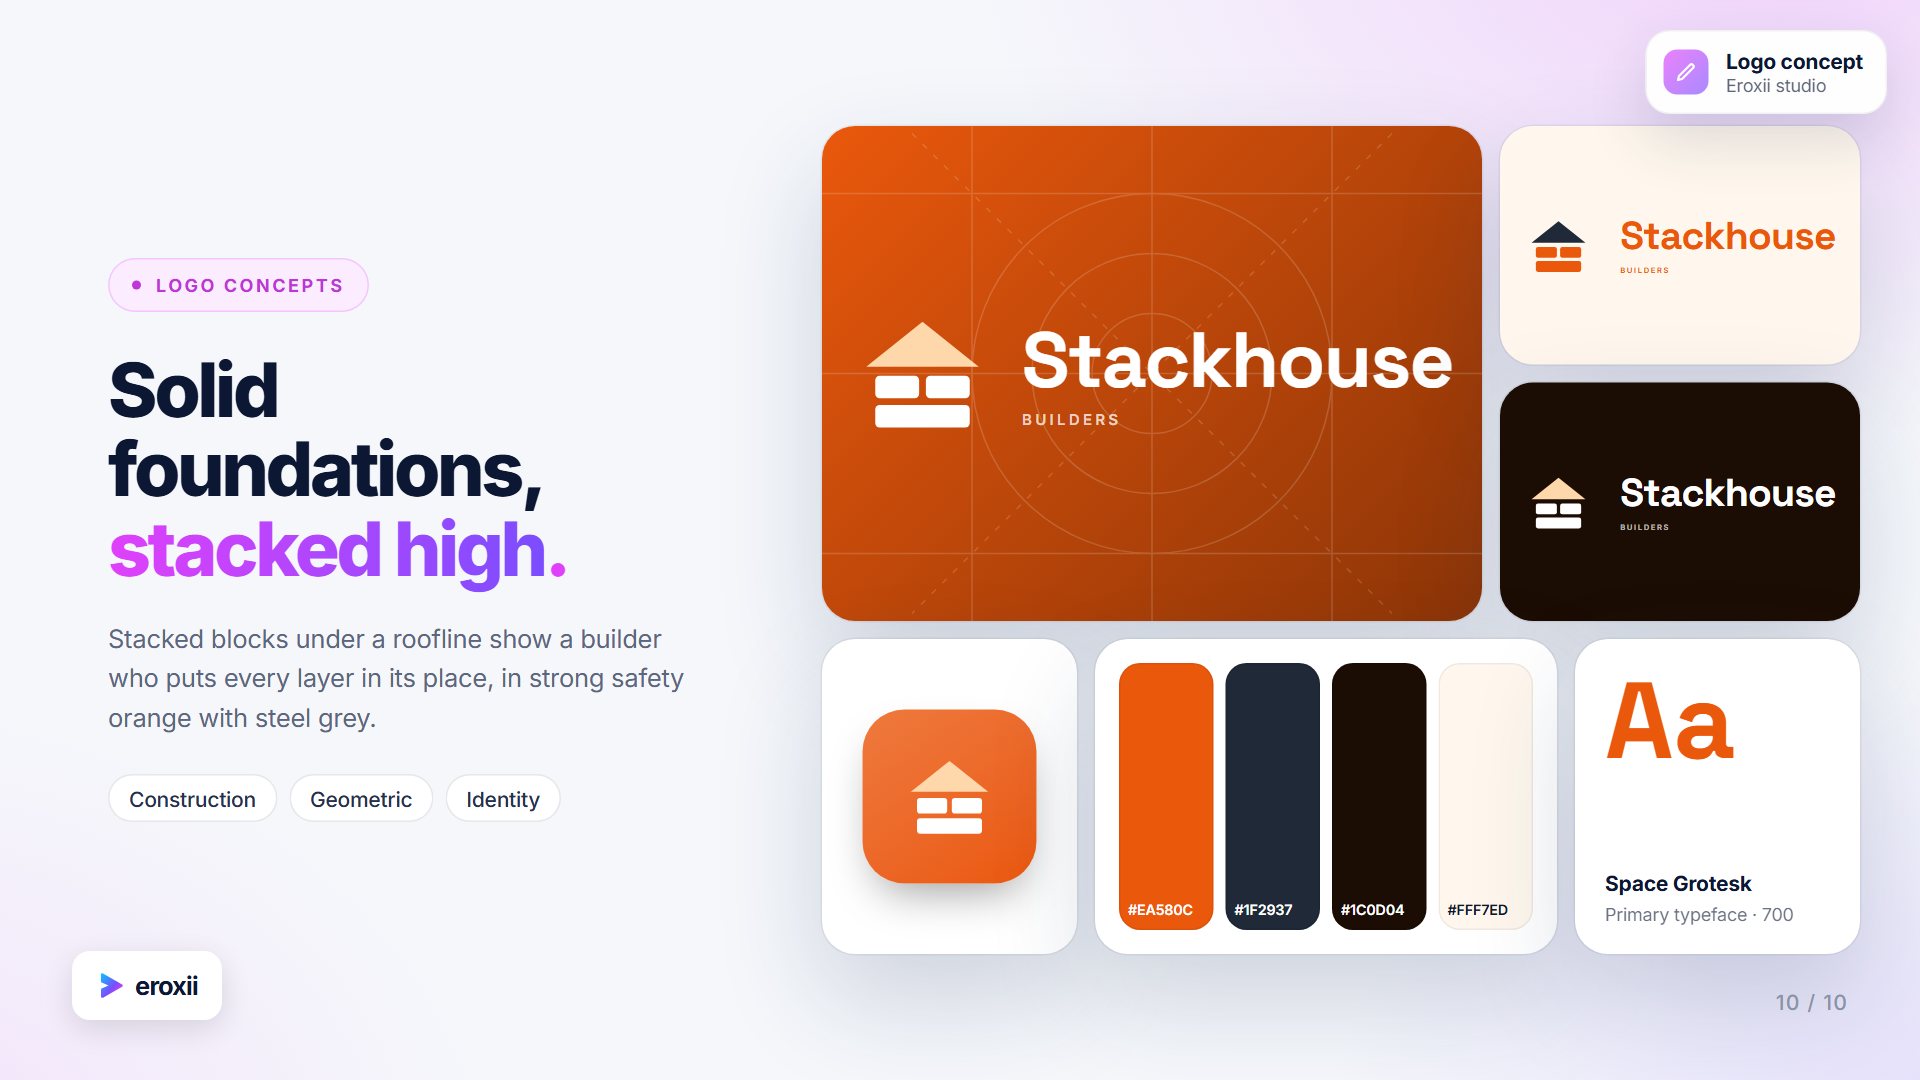 LOGO CONCEPTS
Solid
foundations,
stacked high.
Stacked blocks under a roofline show a builder
who puts every layer in its place, in strong safety
orange with steel grey.
Construction
Geometric
Identity
eroxii
Logo concept
Eroxii studio
Stackhouse
BUILDERS
Stackhouse
BUILDERS
Stackhouse
BUILDERS
#EA580C
#1F2937
#1C0D04
#FFF7ED
Aa
Space Grotesk
Primary typeface · 700
10 / 10